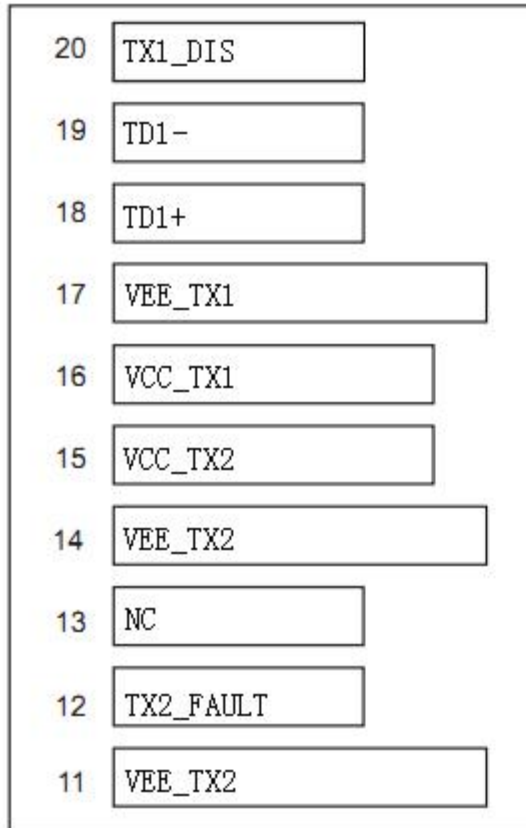 20 TX1_DIS
19 TD1-
18 TD1+
17 VEE_TX1
16 VCC_TX1
15 VCC_TX2
14 VEE_TX2
13 NC
12 TX2_FAULT
11 VEE_TX2